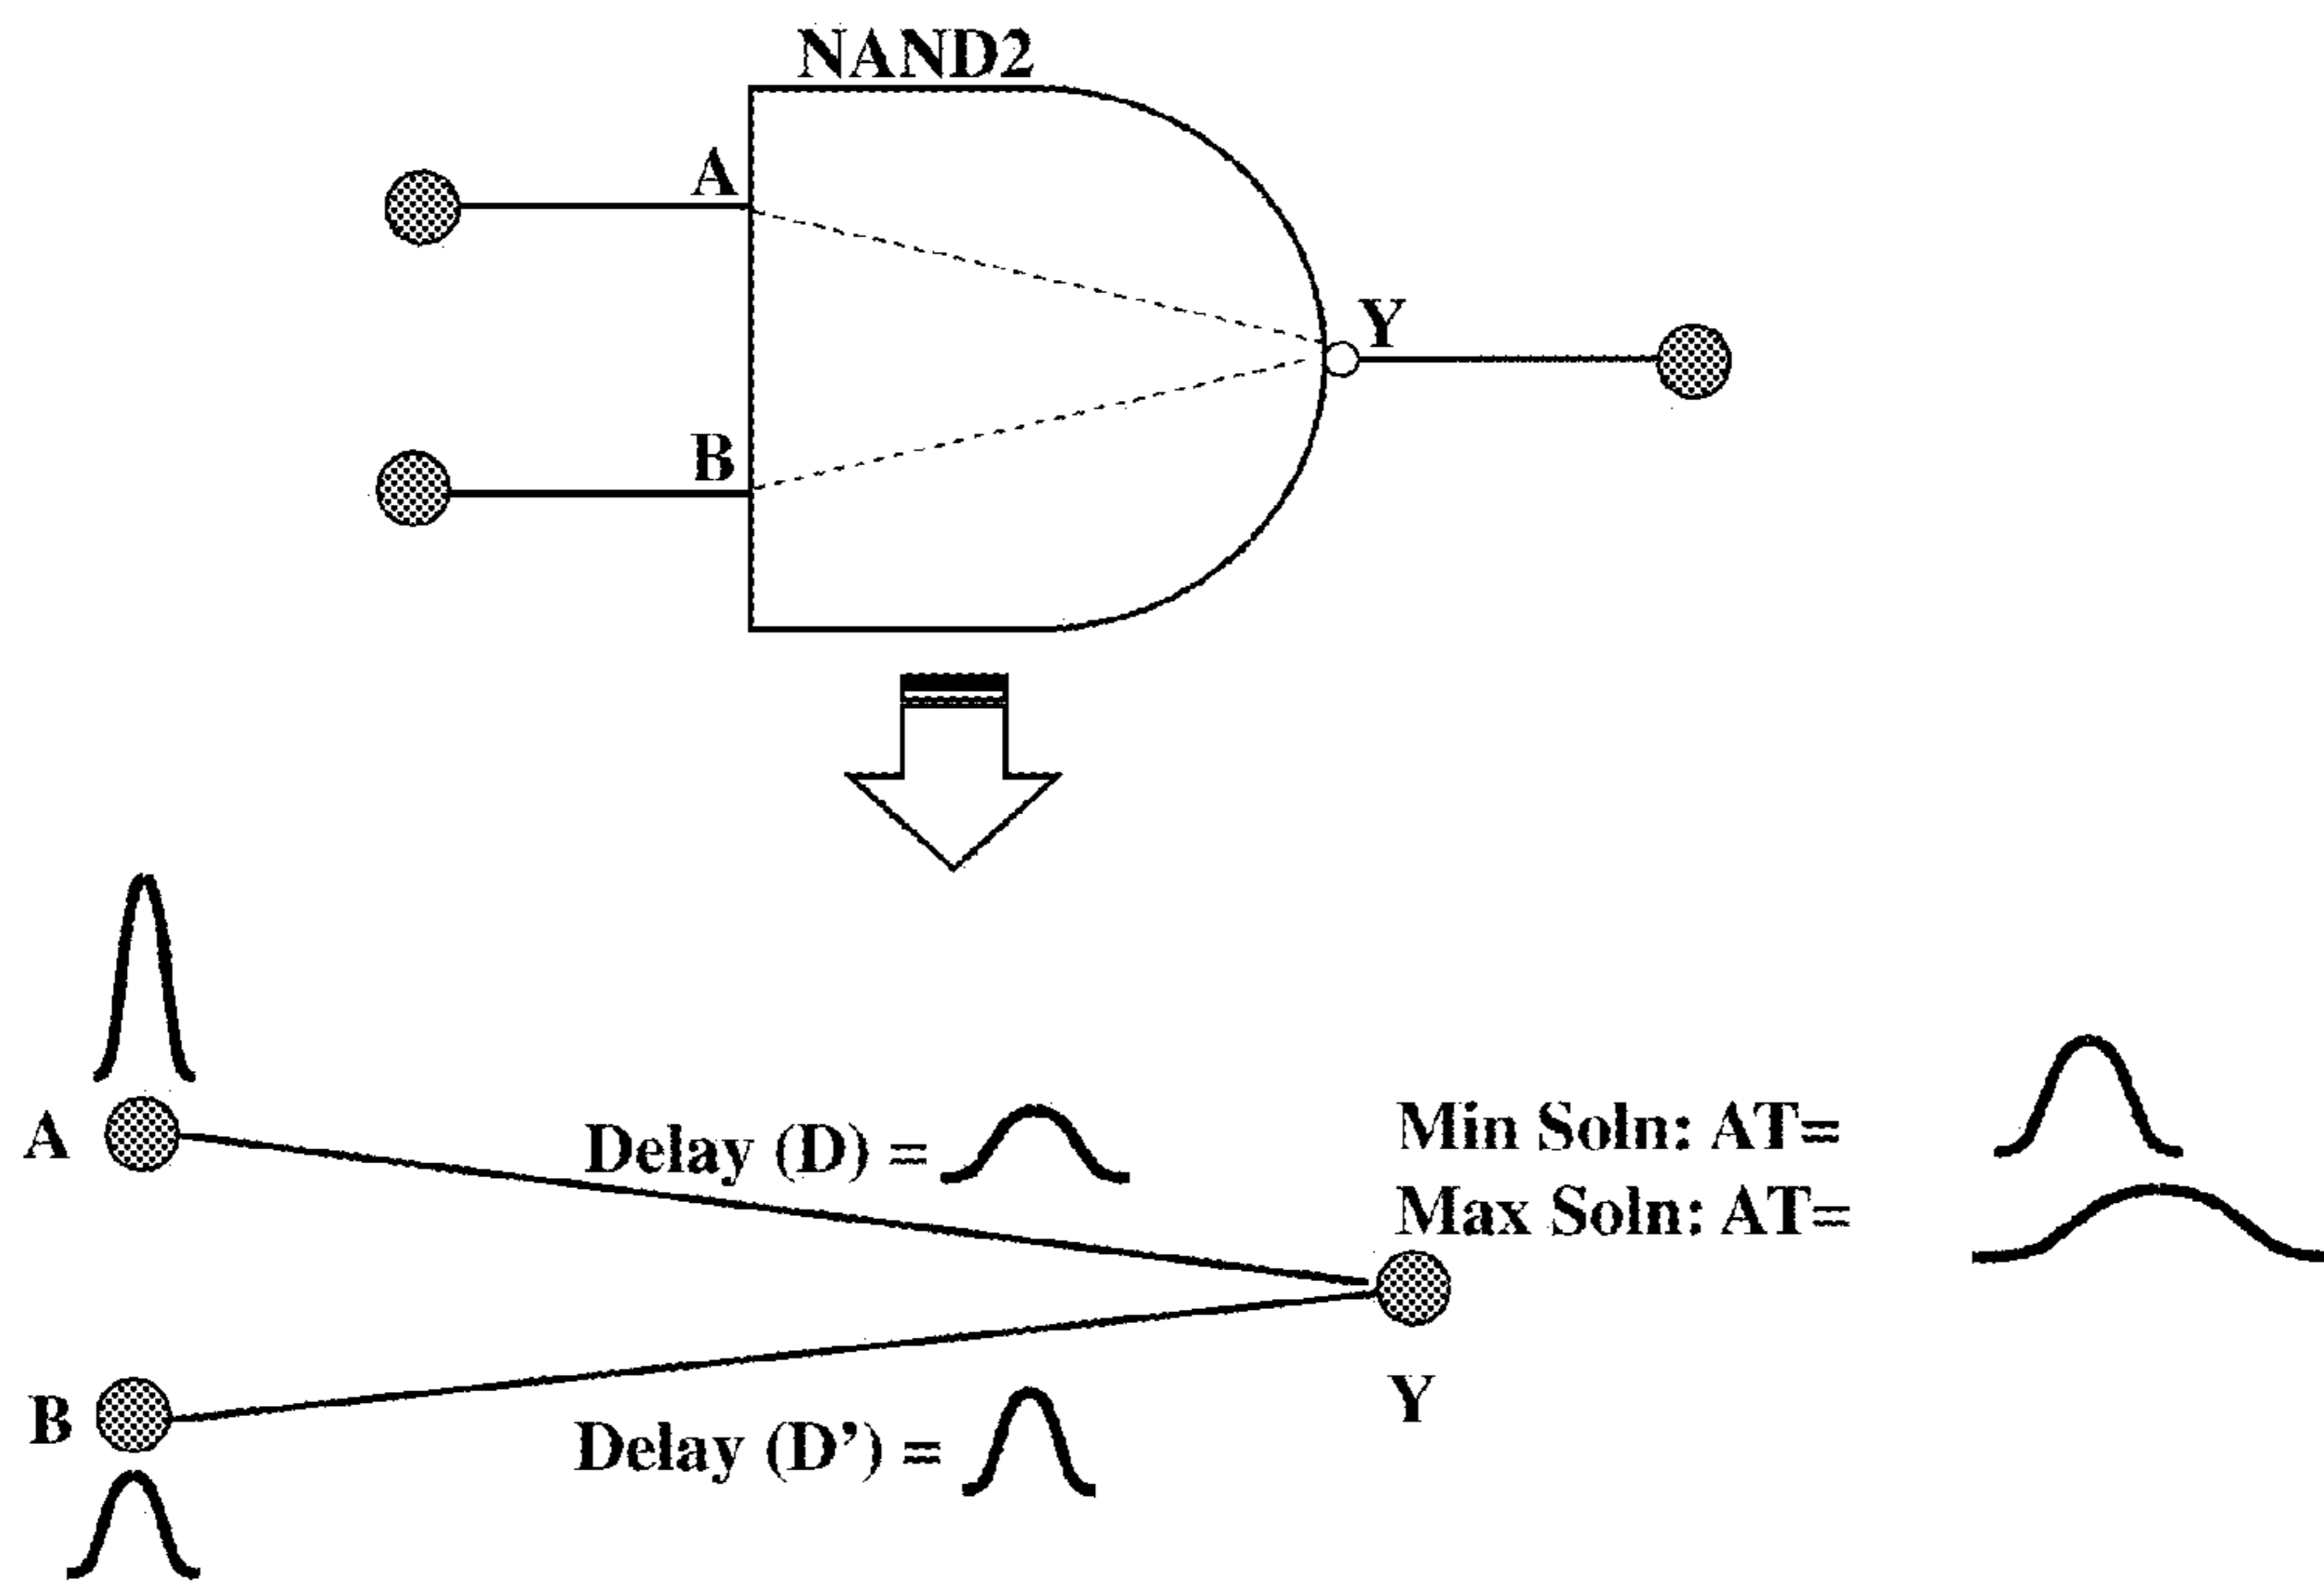 NAND2
A
Y
B
A
Delay (D) =
Min Soln: AT=
Max Soln: AT=
B
Delay (D’) =
Y